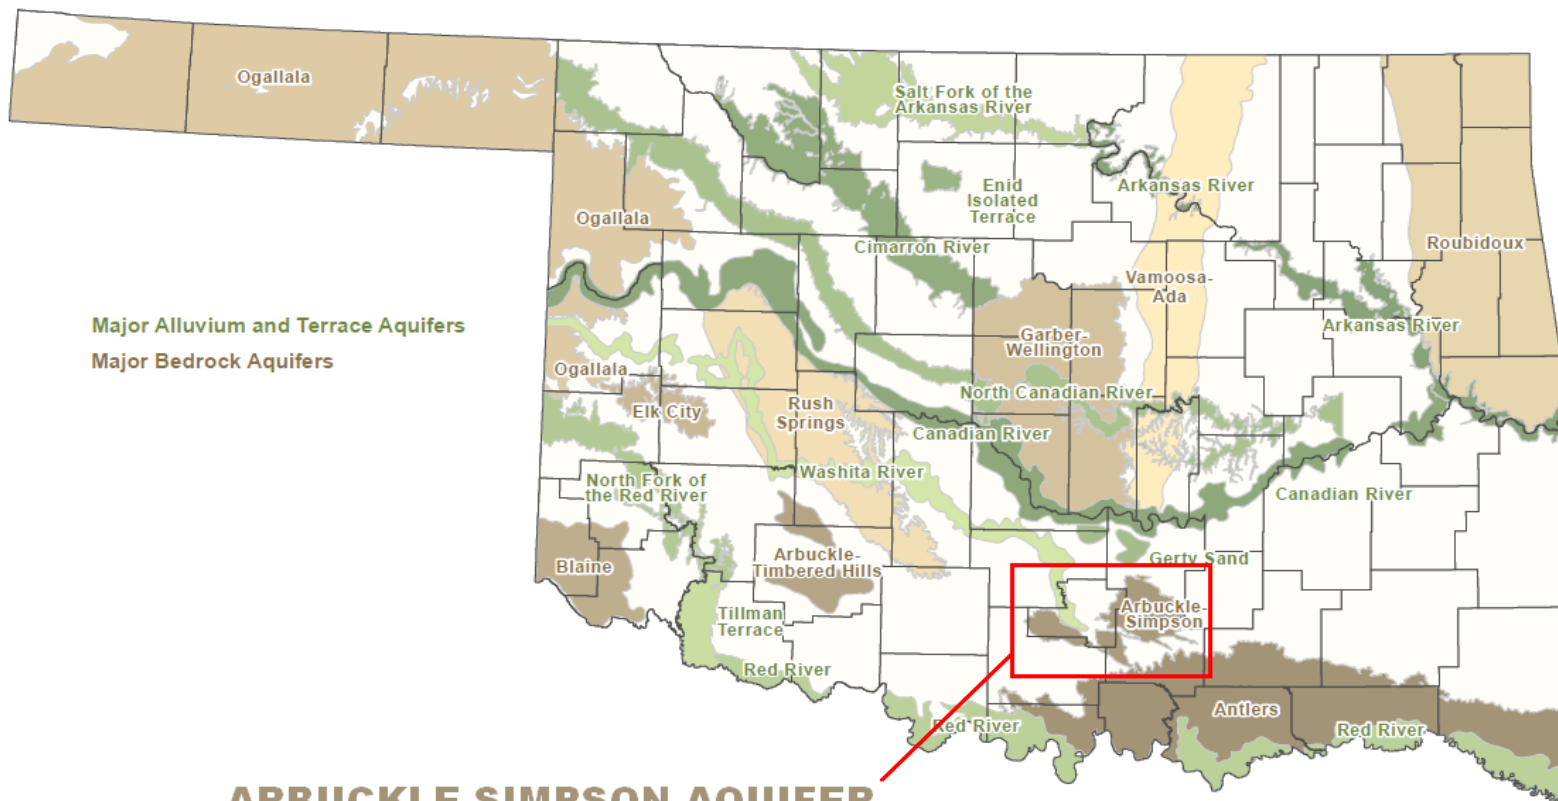 Ogallala
Salt Fork of the
Arkansas River
Enid
Isolated
Terrace
Arkansas River
Ogallala
Cimarron River
Roubidoux
Vamoosa-
Ada
Major Alluvium and Terrace Aquifers
Major Bedrock Aquifers
Garber-
Wellington
Arkansas River
Ogallala
North Canadian River
Elk City
Rush
Springs
Canadian River
Washita River
North Fork of
the Red River
Canadian River
Blaine
Arbuckle-
Timbered Hills
Gerty Sand
Arbuckle-
Simpson
Tillman
Terrace
Red River
Antlers
Red River
Red River
ARBUCKLE SIMPSON AQUIFER